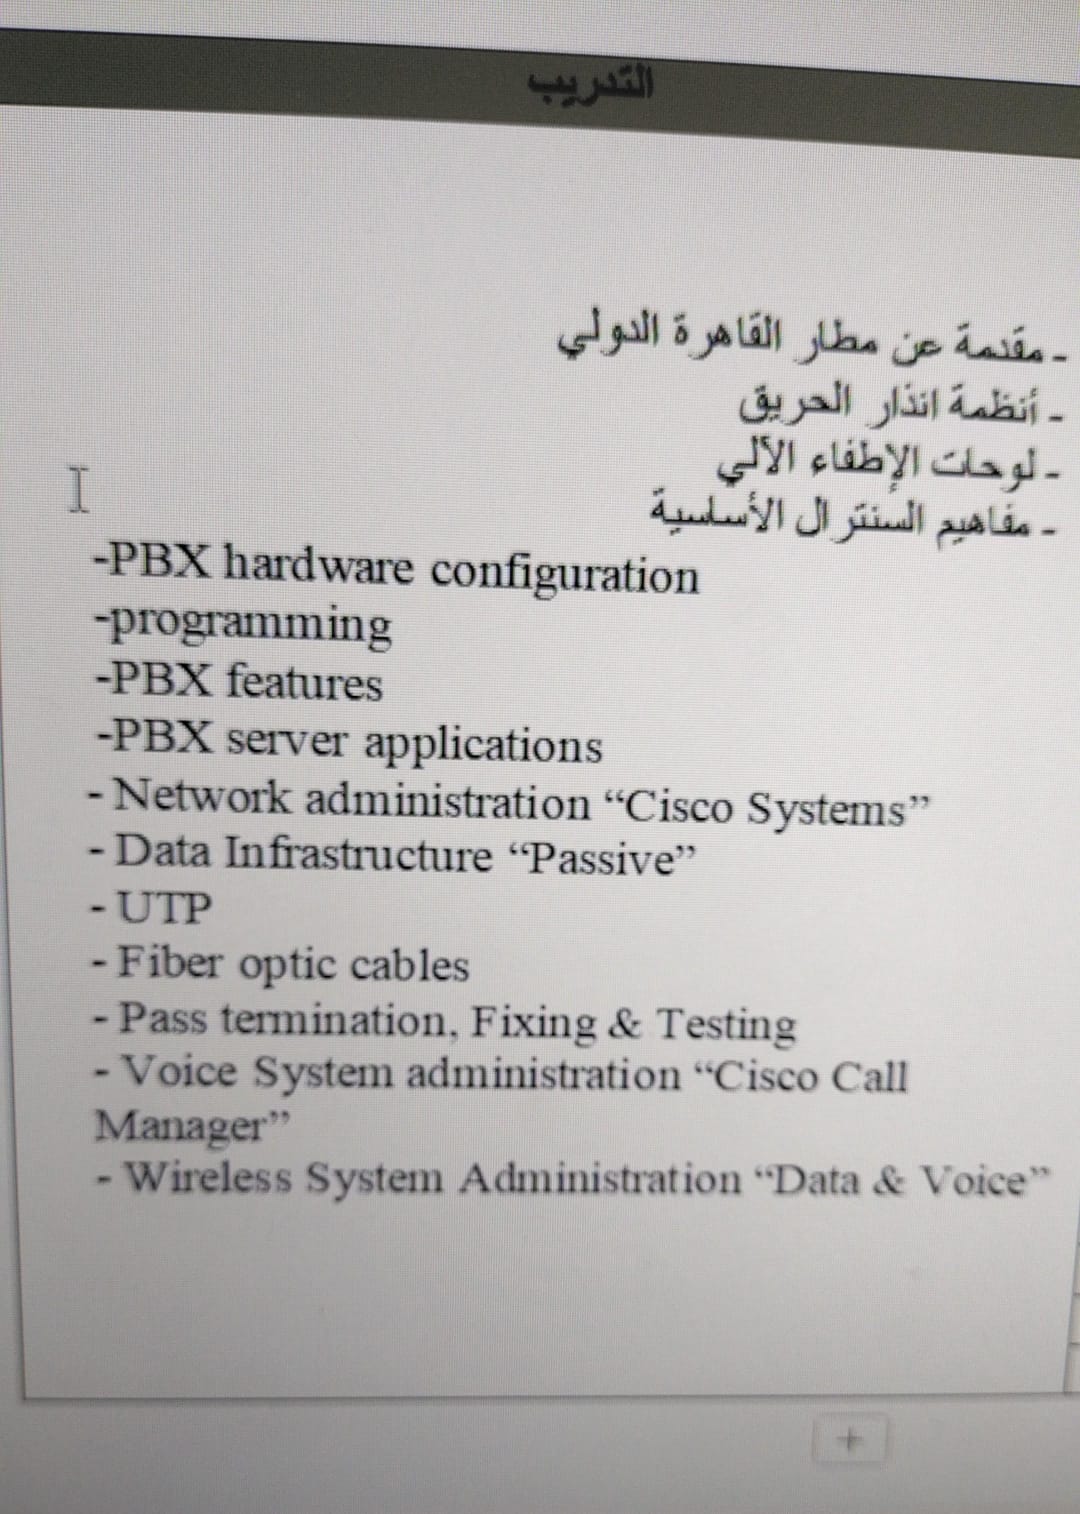 التدريب
- مقدمة عن مطار القاهرة الدولي
- أنظمة انذار الحريق
- لوحات الإطفاء الآلي
- مفاهيم السنترال الأساسية
-PBX hardware configuration
-programming
-PBX features
-PBX server applications
- Network administration “Cisco Systems”
- Data Infrastructure “Passive”
- UTP
- Fiber optic cables
- Pass termination, Fixing & Testing
- Voice System administration “Cisco Call
Manager”
- Wireless System Administration “Data & Voice”